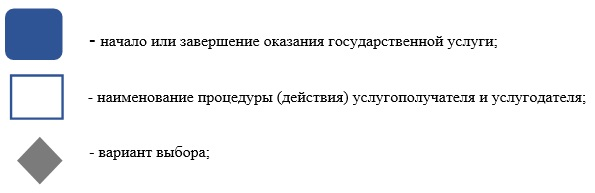 - начало или завершение оказания государственной услуги;
- наименование процедуры (действия) услугополучателя и услугодателя;
- вариант выбора;